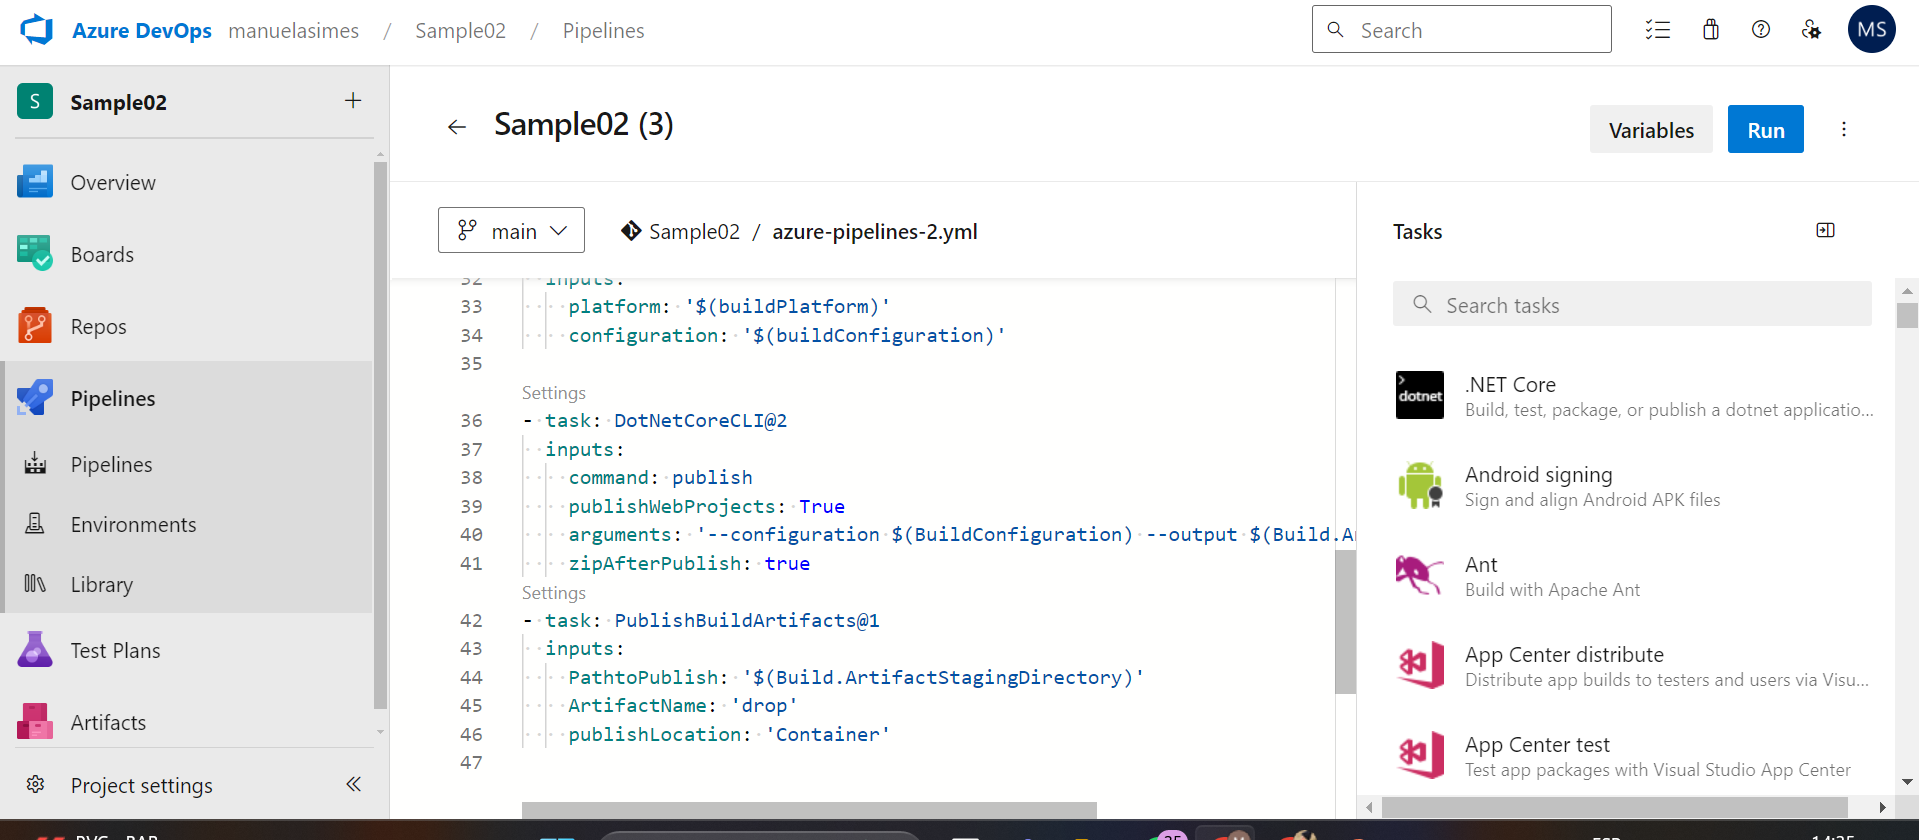 Azure DevOps manuelasimes / Sample02 / Pipelines
Search
MS
S Sample02
Overview
Boards
Repos
Pipelines
Pipelines
Environments
Library
Test Plans
Artifacts
Project settings
Sample02 (3)
Variables
Run
main
Sample02 / azure-pipelines-2.yml
32 inputs:
33 platform: '$(buildPlatform)'
34 configuration: '$(buildConfiguration)'
35
Settings
36 - task: DotNetCoreCLI@2
37 inputs:
38 command: publish
39 publishWebProjects: True
40 arguments: '--configuration $(BuildConfiguration) --output $(Build.A
41 zipAfterPublish: true
Settings
42 - task: PublishBuildArtifacts@1
43 inputs:
44 PathtoPublish: '$(Build.ArtifactStagingDirectory)'
45 ArtifactName: 'drop'
46 publishLocation: 'Container'
47
Tasks
Search tasks
dotnet
.NET Core
Build, test, package, or publish a dotnet applicatio...
Android signing
Sign and align Android APK files
Ant
Build with Apache Ant
App Center distribute
Distribute app builds to testers and users via Visu...
App Center test
Test app packages with Visual Studio App Center